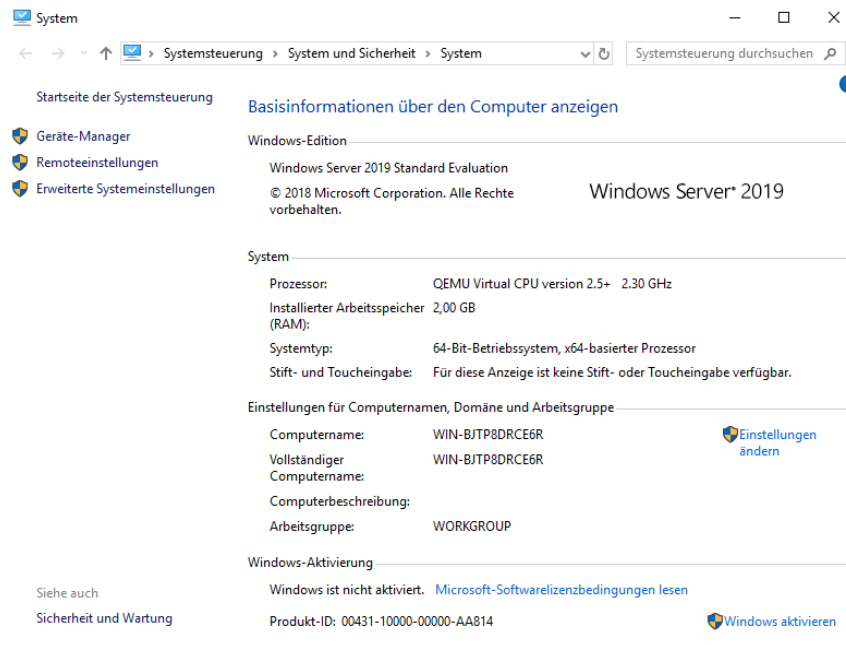 System
Systemsteuerung > System und Sicherheit > System
Systemsteuerung durchsuchen
Startseite der Systemsteuerung
Geräte-Manager
Remoteeinstellungen
Erweiterte Systemeinstellungen
Siehe auch
Sicherheit und Wartung
Basisinformationen über den Computer anzeigen
Windows-Edition
Windows Server 2019 Standard Evaluation
© 2018 Microsoft Corporation. Alle Rechte
vorbehalten.
Windows Server® 2019
System
Prozessor: QEMU Virtual CPU version 2.5+ 2.30 GHz
Installierter Arbeitsspeicher 2,00 GB
(RAM):
Systemtyp: 64-Bit-Betriebssystem, x64-basierter Prozessor
Stift- und Toucheingabe: Für diese Anzeige ist keine Stift- oder Toucheingabe verfügbar.
Einstellungen für Computernamen, Domäne und Arbeitsgruppe
Computername: WIN-BJTP8DRCE6R
Vollständiger WIN-BJTP8DRCE6R
Computername:
Computerbeschreibung:
Arbeitsgruppe: WORKGROUP
Einstellungen
ändern
Windows-Aktivierung
Windows ist nicht aktiviert. Microsoft-Softwarelizenzbedingungen lesen
Produkt-ID: 00431-10000-00000-AA814
Windows aktivieren